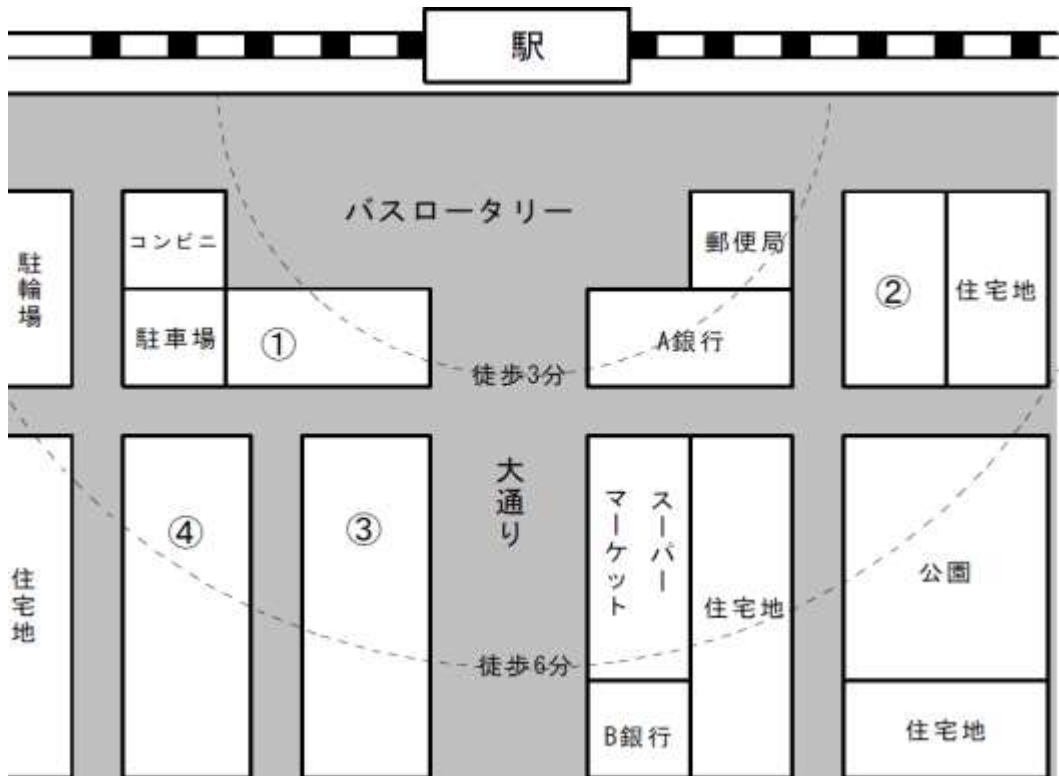 駅
バスロータリー
コンビニ
郵便局
駐輪場
②
住宅地
駐車場
①
A銀行
徒歩3分
大通り
スーパー
マーケット
④
③
公園
住宅地
住宅地
徒歩6分
B銀行
住宅地